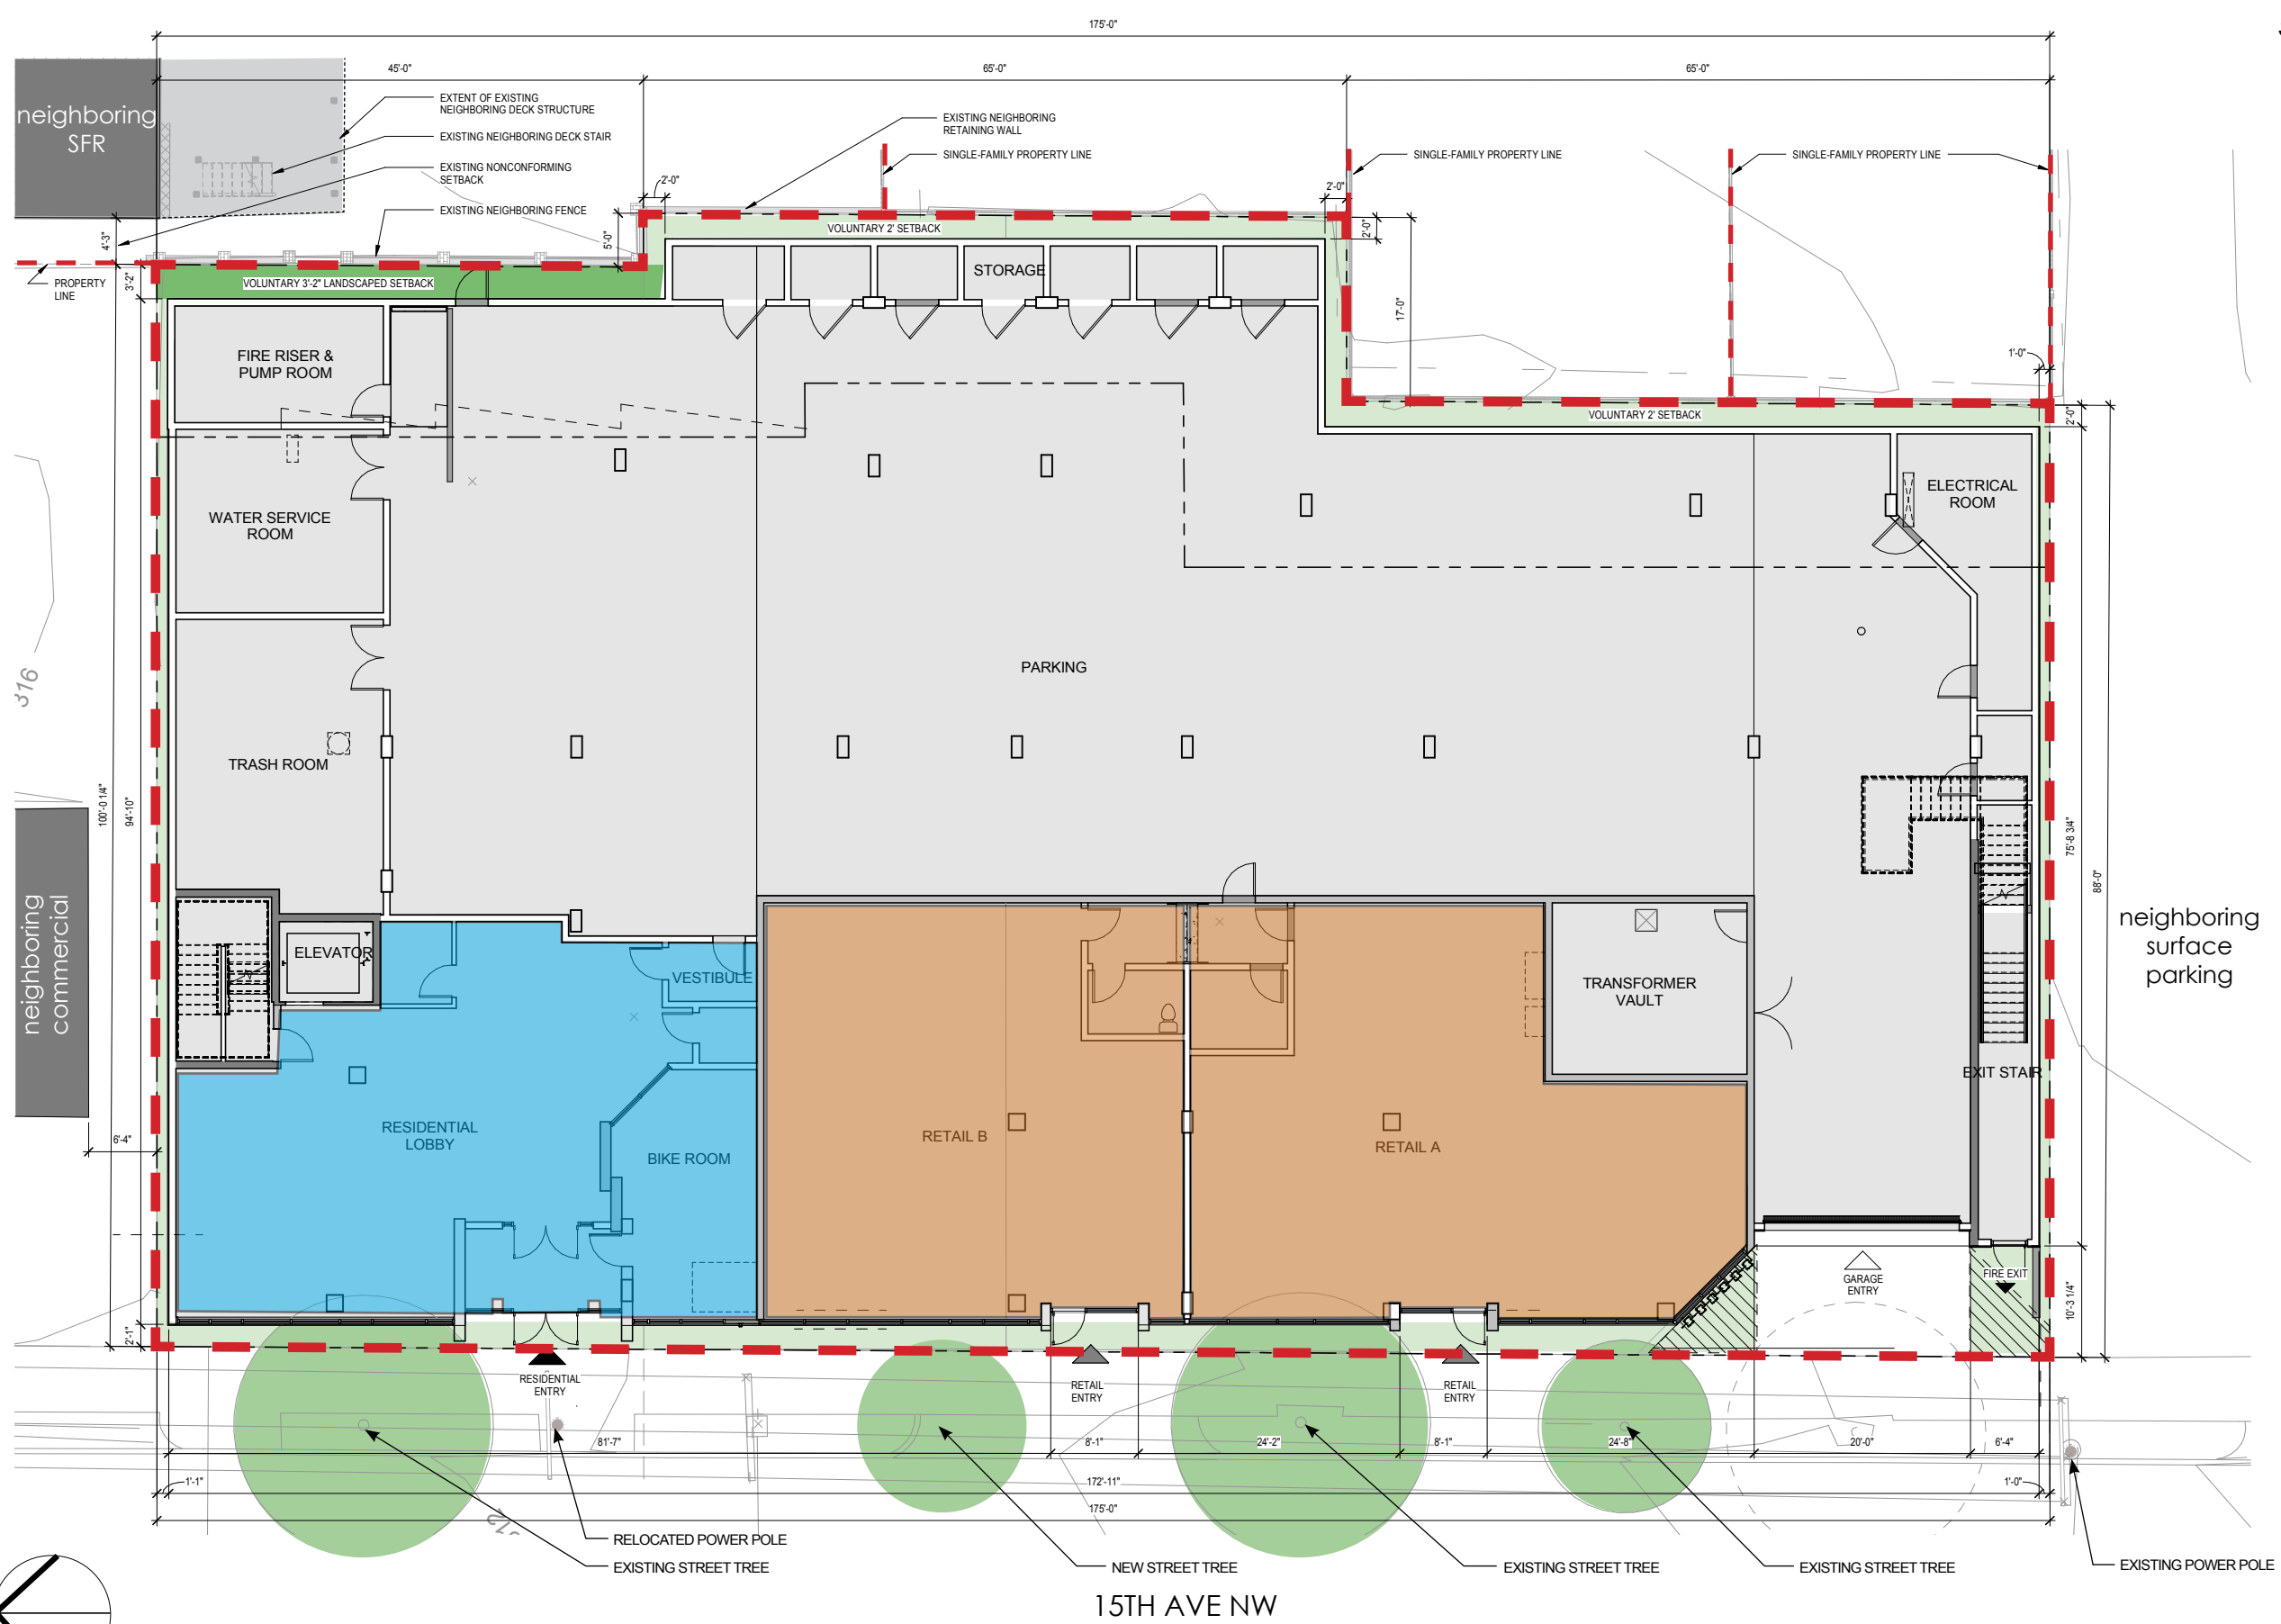 175'-0"
45'-0"
65'-0"
65'-0"
neighboring
SFR
EXTENT OF EXISTING
NEIGHBORING DECK STRUCTURE
EXISTING NEIGHBORING DECK STAIR
EXISTING NONCONFORMING
SETBACK
EXISTING NEIGHBORING FENCE
EXISTING NEIGHBORING
RETAINING WALL
SINGLE-FAMILY PROPERTY LINE
SINGLE-FAMILY PROPERTY LINE
SINGLE-FAMILY PROPERTY LINE
2'-0"
2'-0"
4'-3"
5'-0"
2'-0"
VOLUNTARY 2' SETBACK
PROPERTY
LINE
3'-2"
VOLUNTARY 3'-2" LANDSCAPED SETBACK
STORAGE
17'-0"
1'-0"
FIRE RISER &
PUMP ROOM
VOLUNTARY 2' SETBACK
2'-0"
WATER SERVICE
ROOM
ELECTRICAL
ROOM
316
PARKING
TRASH ROOM
100'-0 1/4"
94'-10"
75'-8 3/4"
88'-0"
neighboring
commercial
neighboring
surface
parking
ELEVATOR
VESTIBULE
TRANSFORMER
VAULT
EXIT STAIR
RESIDENTIAL
LOBBY
BIKE ROOM
RETAIL B
RETAIL A
6'-4"
2'-1"
GARAGE
ENTRY
FIRE EXIT
10'-3 1/4"
RESIDENTIAL
ENTRY
RETAIL
ENTRY
RETAIL
ENTRY
81'-7"
8'-1"
24'-2"
8'-1"
24'-8"
20'-0"
6'-4"
1'-1"
172'-11"
1'-0"
175'-0"
RELOCATED POWER POLE
EXISTING STREET TREE
NEW STREET TREE
EXISTING STREET TREE
EXISTING STREET TREE
EXISTING POWER POLE
15TH AVE NW